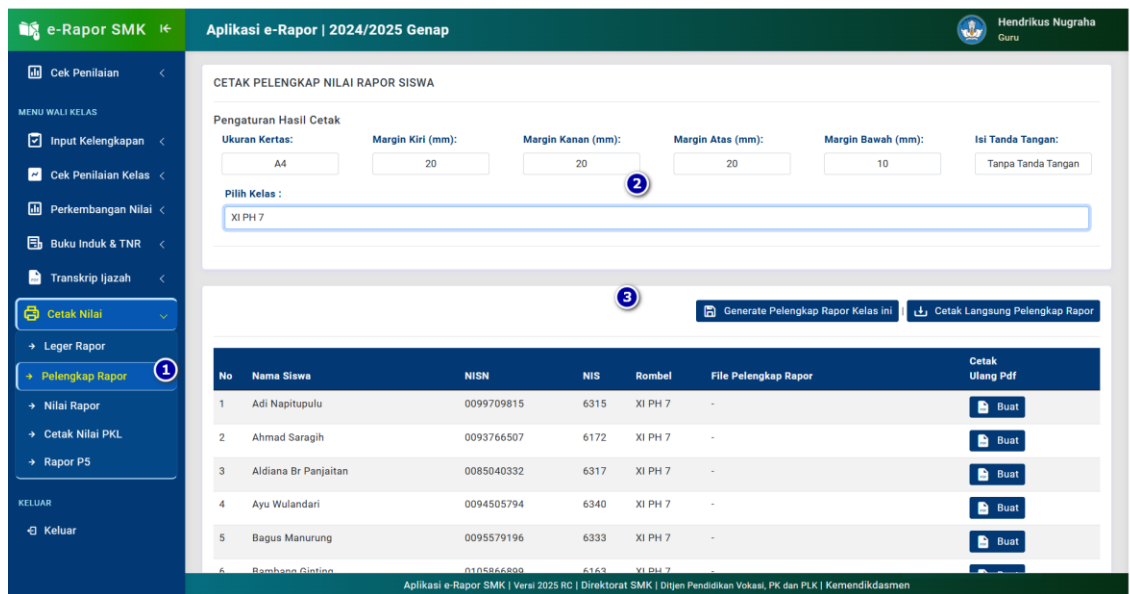 e-Rapor SMK
Aplikasi e-Rapor | 2024/2025 Genap
Hendrikus Nugraha
Guru
Cek Penilaian
MENU WALI KELAS
Input Kelengkapan
Cek Penilaian Kelas
Perkembangan Nilai
Buku Induk & TNR
Transkrip Ijazah
Cetak Nilai
Leger Rapor
Pelengkap Rapor
1
Nilai Rapor
Cetak Nilai PKL
Rapor P5
KELUAR
Keluar
CETAK PELENGKAP NILAI RAPOR SISWA
Pengaturan Hasil Cetak
Ukuran Kertas: Margin Kiri (mm): Margin Kanan (mm): Margin Atas (mm): Margin Bawah (mm): Isi Tanda Tangan:
A4 20 20 20 10 Tanpa Tanda Tangan
2
Pilih Kelas :
XI PH 7
3
Generate Pelengkap Rapor Kelas ini | Cetak Langsung Pelengkap Rapor
No Nama Siswa NISN NIS Rombel File Pelengkap Rapor Cetak Ulang Pdf
1 Adi Napitupulu 0099709815 6315 XI PH 7 - Buat
2 Ahmad Saragih 0093766507 6172 XI PH 7 - Buat
3 Aldiana Br Panjaitan 0085040332 6317 XI PH 7 - Buat
4 Ayu Wulandari 0094505794 6340 XI PH 7 - Buat
5 Bagus Manurung 0095579196 6333 XI PH 7 - Buat
6 Bambang Ginting 0105866899 6163 XI PH 7 -
Aplikasi e-Rapor SMK | Versi 2025 RC | Direktorat SMK | Ditjen Pendidikan Vokasi, PK dan PLK | Kemendikdasmen